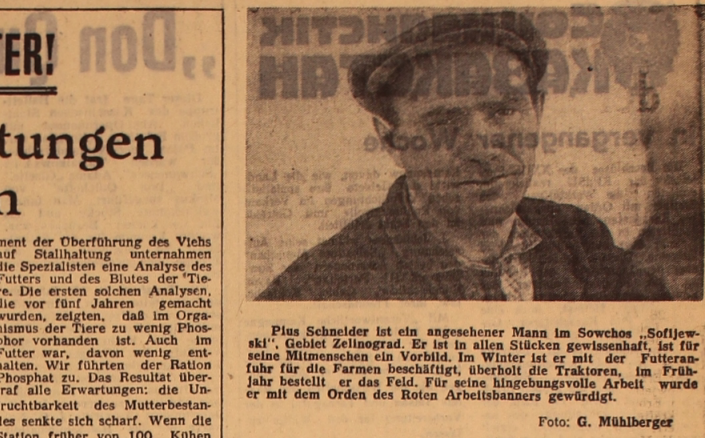 TER!
tungen
n
ment der Überführung des Viehs
auf Stallhaltung unternahmen
die Spezialisten eine Analyse des
Futters und des Blutes der Tie-
re. Die ersten solchen Analysen,
die vor fünf Jahren gemacht
wurden, zeigten, daß im Orga-
nismus der Tiere zu wenig Phos-
phor vorhanden ist. Auch im
Futter war, davon wenig ent-
halten. Wir führten der Ration
Phosphat zu. Das Resultat über-
traf alle Erwartungen: die Un-
fruchtbarkeit des Mutterbestan-
des senkte sich scharf. Wenn die
Station früher von 100 Kühen
Pius Schneider ist ein angesehener Mann im Sowchos „Sofijew-
ski", Gebiet Zelinograd. Er ist in allen Stücken gewissenhaft, ist für
seine Mitmenschen ein Vorbild. Im Winter ist er mit der Futteran-
fuhr für die Farmen beschäftigt, überholt die Traktoren, im Früh-
jahr bestellt er das Feld. Für seine hingebungsvolle Arbeit wurde
er mit dem Orden des Roten Arbeitsbanners gewürdigt.
Foto: G. Mühlberger